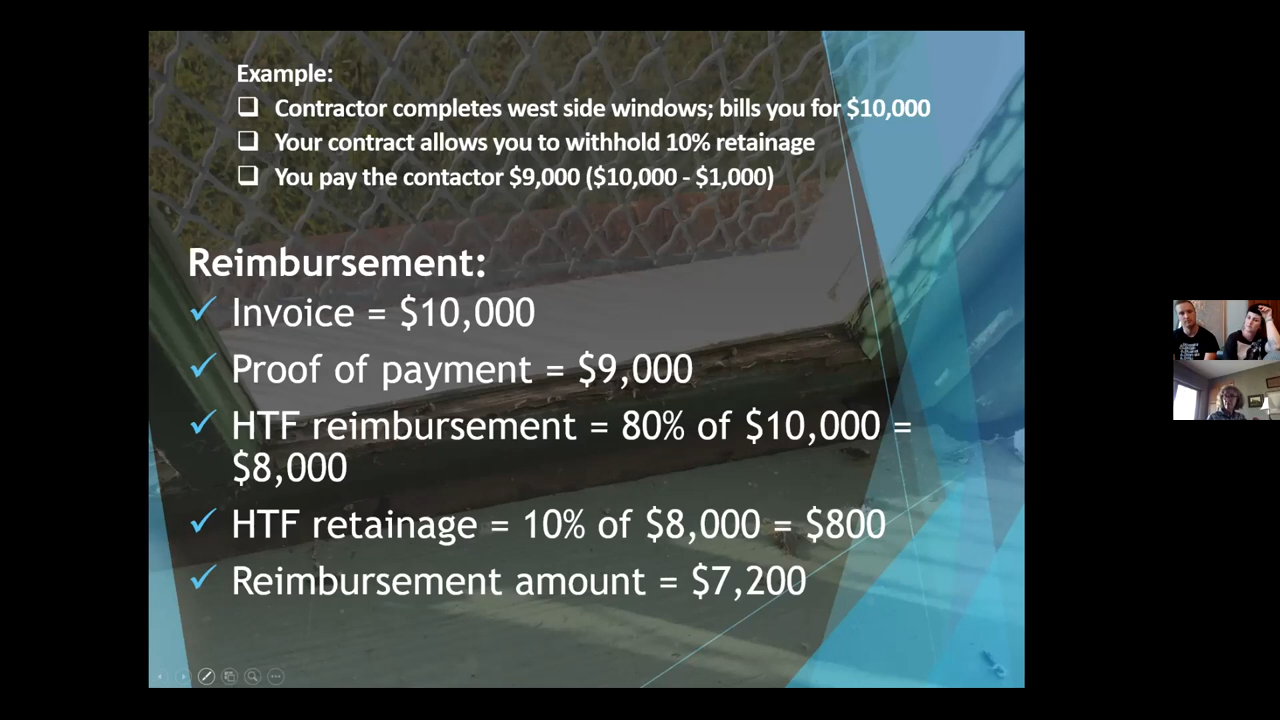 Example:
❑ Contractor completes west side windows; bills you for $10,000
❑ Your contract allows you to withhold 10% retainage
❑ You pay the contactor $9,000 ($10,000 - $1,000)
Reimbursement:
✓ Invoice = $10,000
✓ Proof of payment = $9,000
✓ HTF reimbursement = 80% of $10,000 =
$8,000
✓ HTF retainage = 10% of $8,000 = $800
✓ Reimbursement amount = $7,200